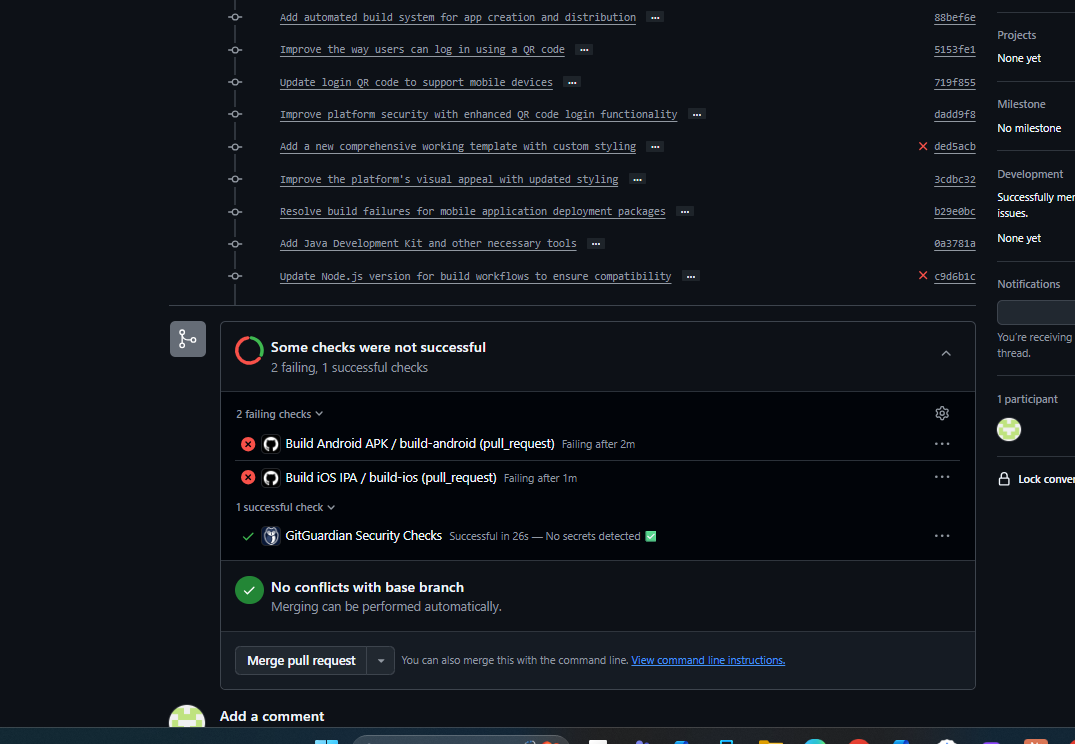 Add automated build system for app creation and distribution ... 88bef6e
Improve the way users can log in using a QR code ... 5153fe1
Update login QR code to support mobile devices ... 719f855
Improve platform security with enhanced QR code login functionality ... dadd9f8
Add a new comprehensive working template with custom styling ... ded5acb
Improve the platform's visual appeal with updated styling ... 3cdbc32
Resolve build failures for mobile application deployment packages ... b29e0bc
Add Java Development Kit and other necessary tools ... 0a3781a
Update Node.js version for build workflows to ensure compatibility ... c9d6b1c
Some checks were not successful
2 failing, 1 successful checks
2 failing checks
Build Android APK / build-android (pull_request) Failing after 2m
Build iOS IPA / build-ios (pull_request) Failing after 1m
1 successful check
GitGuardian Security Checks Successful in 26s — No secrets detected ✅
No conflicts with base branch
Merging can be performed automatically.
Merge pull request You can also merge this with the command line. View command line instructions.
Add a comment
Projects
None yet
Milestone
No milestone
Development
Successfully mer
issues.
None yet
Notifications
You're receiving
thread.
1 participant
Lock conver